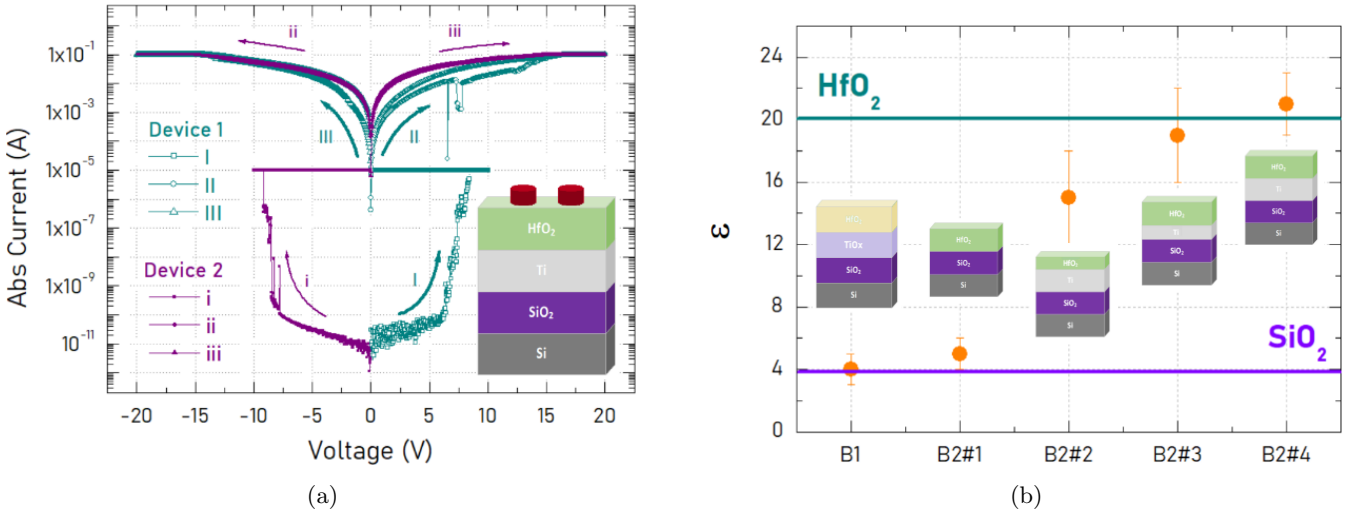 Abs Current (A)
1x10⁻¹
1x10⁻³
1x10⁻⁵
1x10⁻⁷
1x10⁻⁹
10⁻¹¹
ii
iii
Device 1
I
II
III
III
II
Device 2
i
ii
iii
i
I
HfO₂
Ti
SiO₂
Si
-20 -15 -10 -5 0 5 10 15 20
Voltage (V)
(a)
ε
24
20
16
12
8
4
0
HfO₂
SiO₂
HfO₂
TiOx
SiO₂
Si
HfO₂
SiO₂
Si
HfO₂
Ti
SiO₂
Si
HfO₂
Ti
SiO₂
Si
HfO₂
Ti
SiO₂
Si
B1 B2#1 B2#2 B2#3 B2#4
(b)